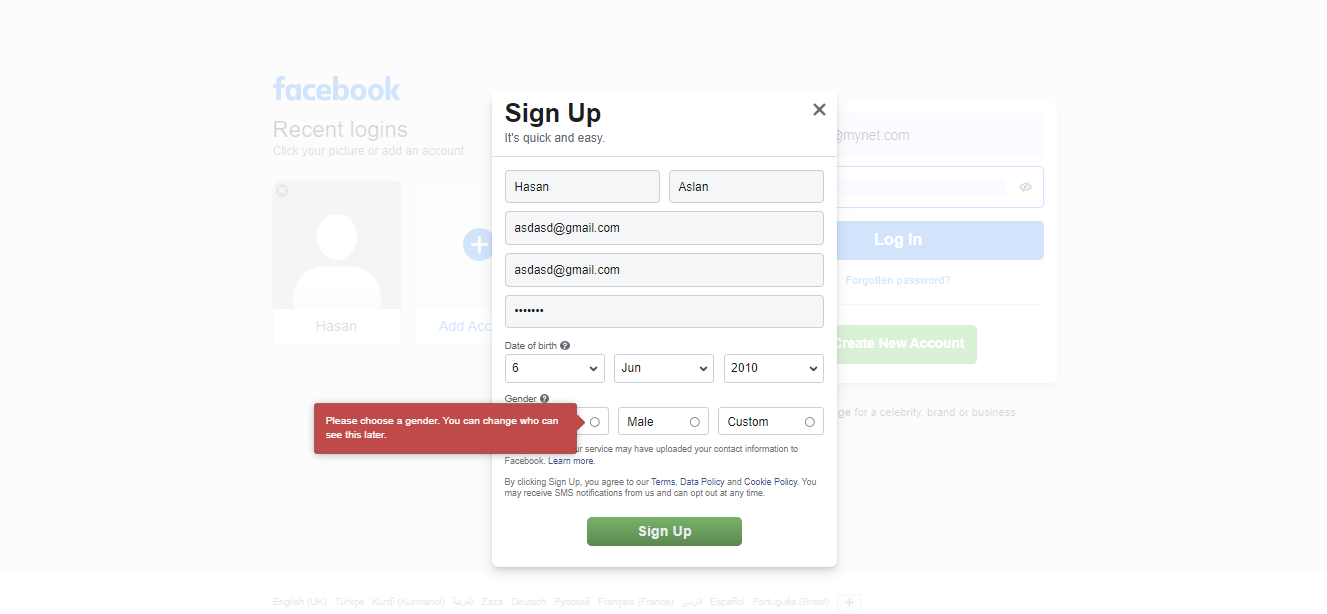 facebook
Recent logins
Click your picture or add an account.
Hasan
Add Acc
Sign Up
It's quick and easy.
Hasan
Aslan
asdasd@gmail.com
asdasd@gmail.com
•••••••
Date of birth ?
6
Jun
2010
Gender ?
Please choose a gender. You can change who can
see this later.
Male
Custom
ur service may have uploaded your contact information to
Facebook. Learn more.
By clicking Sign Up, you agree to our Terms, Data Policy and Cookie Policy. You
may receive SMS notifications from us and can opt out at any time.
Sign Up
@mynet.com
Log In
Forgotten password?
Create New Account
ge for a celebrity, brand or business.
English (UK) Türkçe Kurdî (Kurmancî) العربية Zaza Deutsch Русский Français (France) فارسی Español Português (Brasil) +